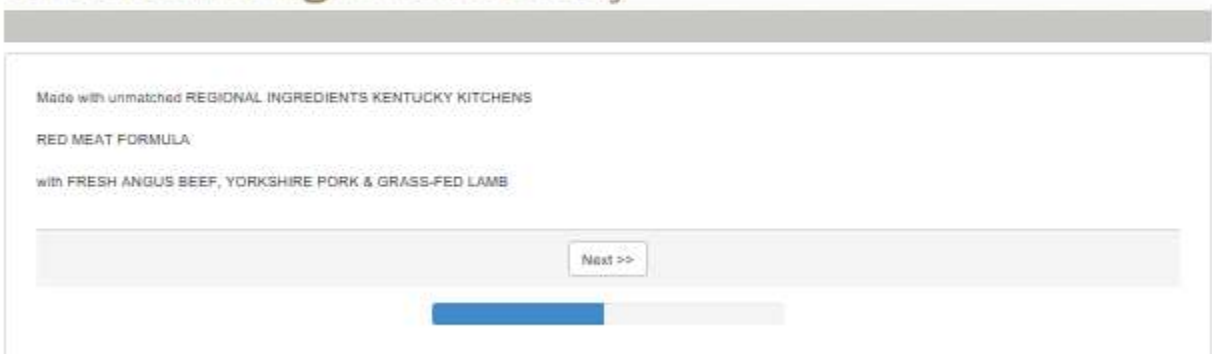 Made with unmatched REGIONAL INGREDIENTS KENTUCKY KITCHENS
RED MEAT FORMULA
with FRESH ANGUS BEEF, YORKSHIRE PORK & GRASS-FED LAMB
Next >>